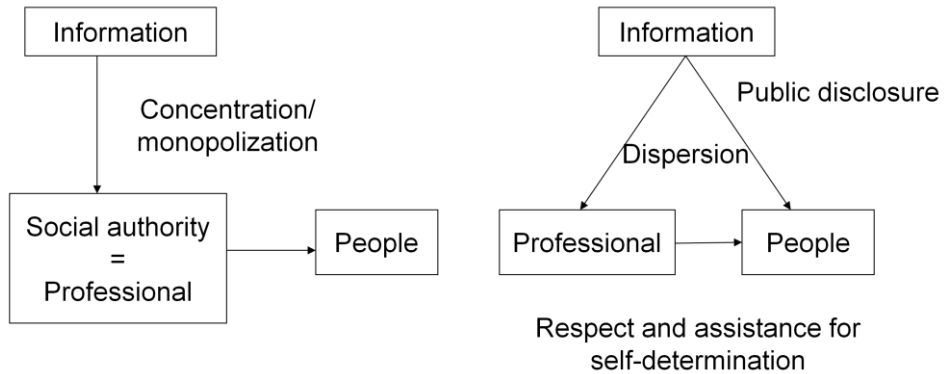 Information
Concentration/
monopolization
Social authority
=
Professional
People
Information
Public disclosure
Dispersion
Professional
People
Respect and assistance for
self-determination